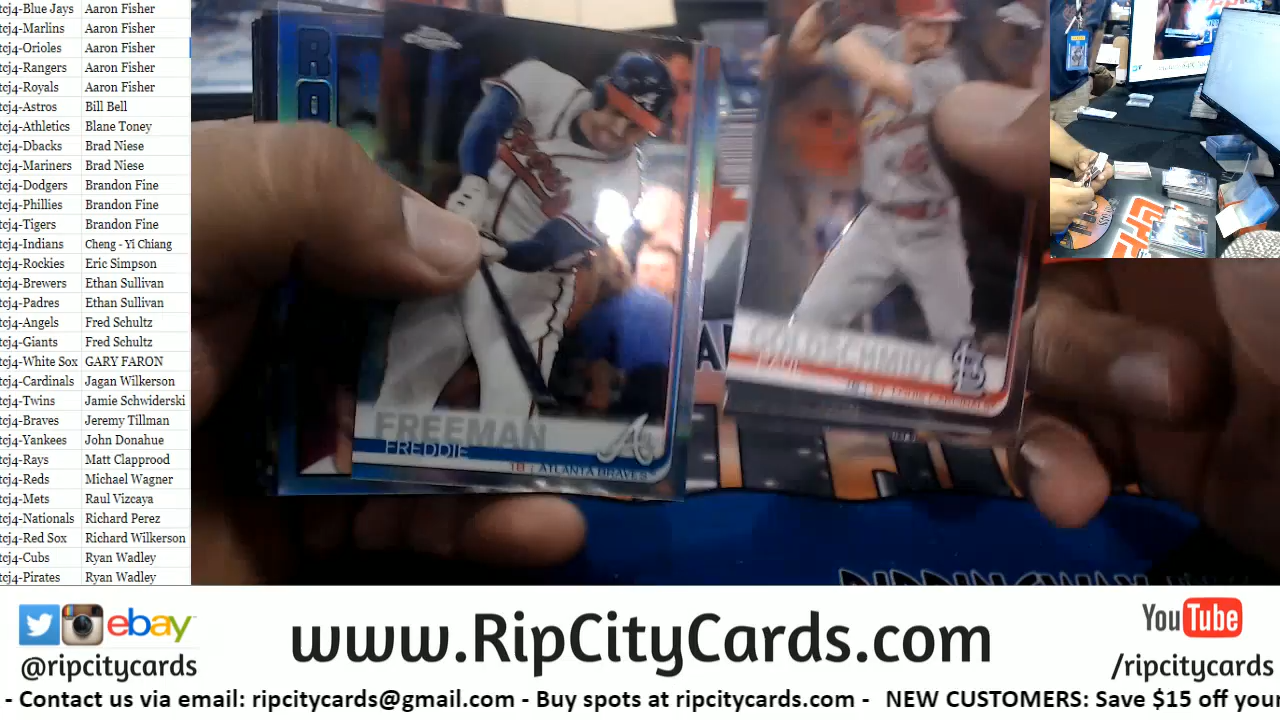 tcj4-Blue Jays Aaron Fisher
tcj4-Marlins Aaron Fisher
tcj4-Orioles Aaron Fisher
tcj4-Rangers Aaron Fisher
tcj4-Royals Aaron Fisher
tcj4-Astros Bill Bell
tcj4-Athletics Blane Toney
tcj4-Dbacks Brad Niese
tcj4-Mariners Brad Niese
tcj4-Dodgers Brandon Fine
tcj4-Phillies Brandon Fine
tcj4-Tigers Brandon Fine
tcj4-Indians Cheng - Yi Chiang
tcj4-Rockies Eric Simpson
tcj4-Brewers Ethan Sullivan
tcj4-Padres Ethan Sullivan
tcj4-Angels Fred Schultz
tcj4-Giants Fred Schultz
tcj4-White Sox GARY FARON
tcj4-Cardinals Jagan Wilkerson
tcj4-Twins Jamie Schwiderski
tcj4-Braves Jeremy Tillman
tcj4-Yankees John Donahue
tcj4-Rays Matt Clapprood
tcj4-Reds Michael Wagner
tcj4-Mets Raul Vizcaya
tcj4-Nationals Richard Perez
tcj4-Red Sox Richard Wilkerson
tcj4-Cubs Ryan Wadley
tcj4-Pirates Ryan Wadley
FREEMAN
FREDDIE
1B | ATLANTA BRAVES
GOLDSCHMIDT
PAUL
1B | ST. LOUIS CARDINALS
ebay
@ripcitycards
www.RipCityCards.com
YouTube
/ripcitycards
- Contact us via email: ripcitycards@gmail.com - Buy spots at ripcitycards.com - NEW CUSTOMERS: Save $15 off your